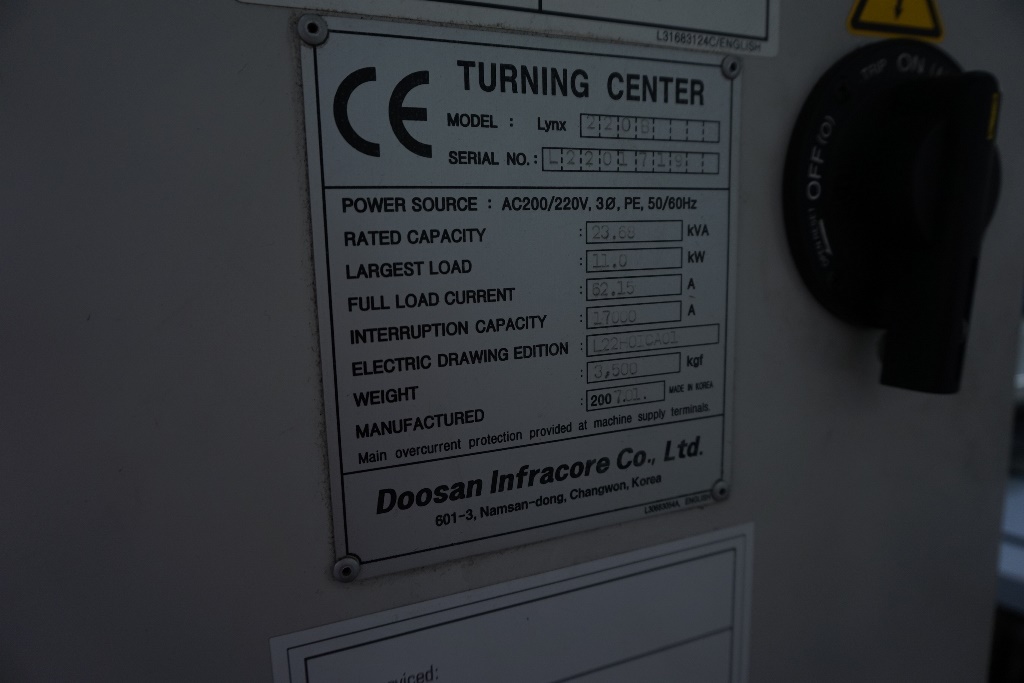 L31683124C/ENGLISH
CE
TURNING CENTER
MODEL : Lynx 220B
SERIAL NO. : L2201719
POWER SOURCE : AC200/220V, 3Ø, PE, 50/60Hz
RATED CAPACITY : 23.68 kVA
LARGEST LOAD : 11.0 kW
FULL LOAD CURRENT : 62.15 A
INTERRUPTION CAPACITY : 17000 A
ELECTRIC DRAWING EDITION :
WEIGHT : 3,500 kgf
MANUFACTURED : 2007.01. MADE IN KOREA
Main overcurrent protection provided at machine supply terminals.
Doosan Infracore Co., Ltd.
601-3, Namsan-dong, Changwon, Korea
TRIP ON
OFF(O)